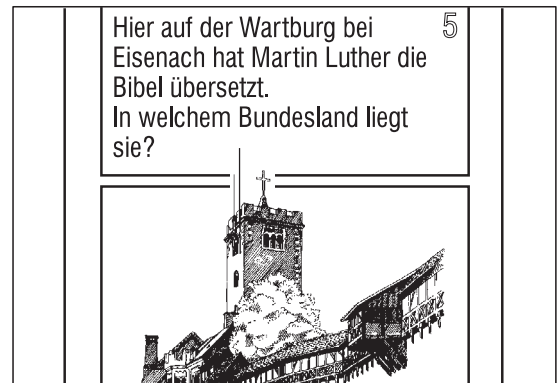 Hier auf der Wartburg bei 5
Eisenach hat Martin Luther die
Bibel übersetzt.
In welchem Bundesland liegt
sie?